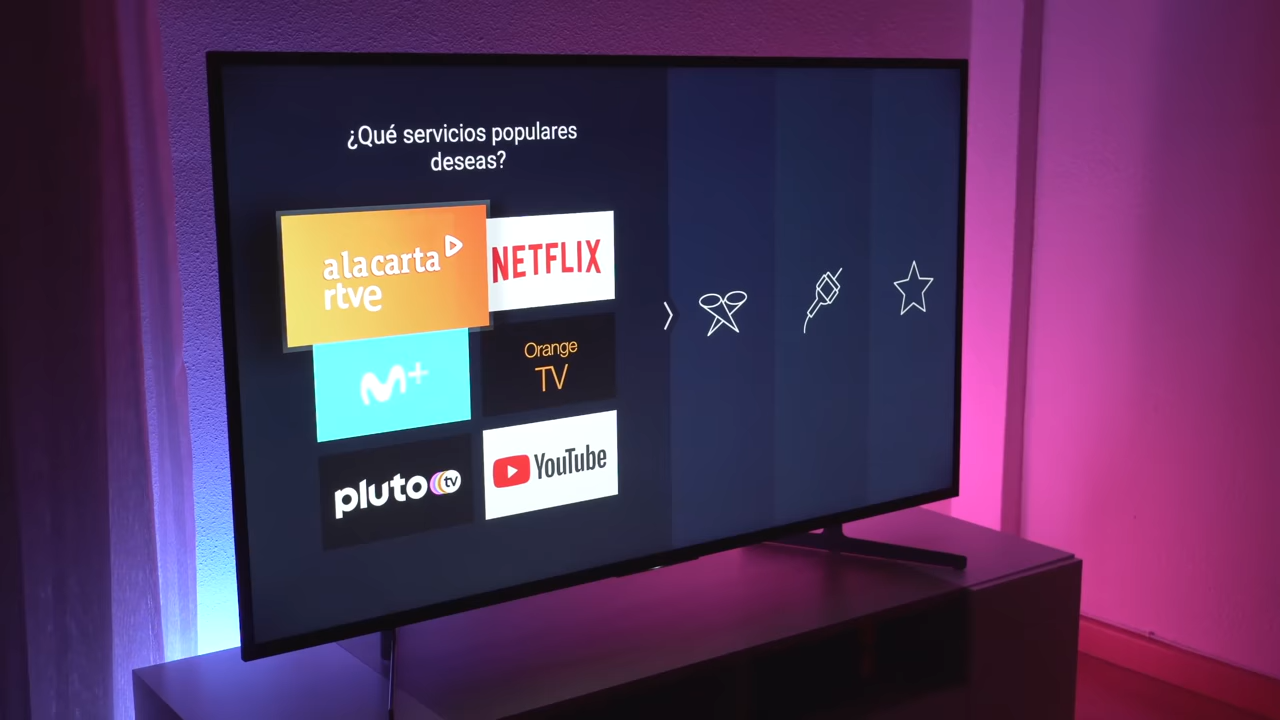 ¿Qué servicios populares
deseas?
alacarta
rtve
NETFLIX
M+
Orange
TV
pluto tv
YouTube